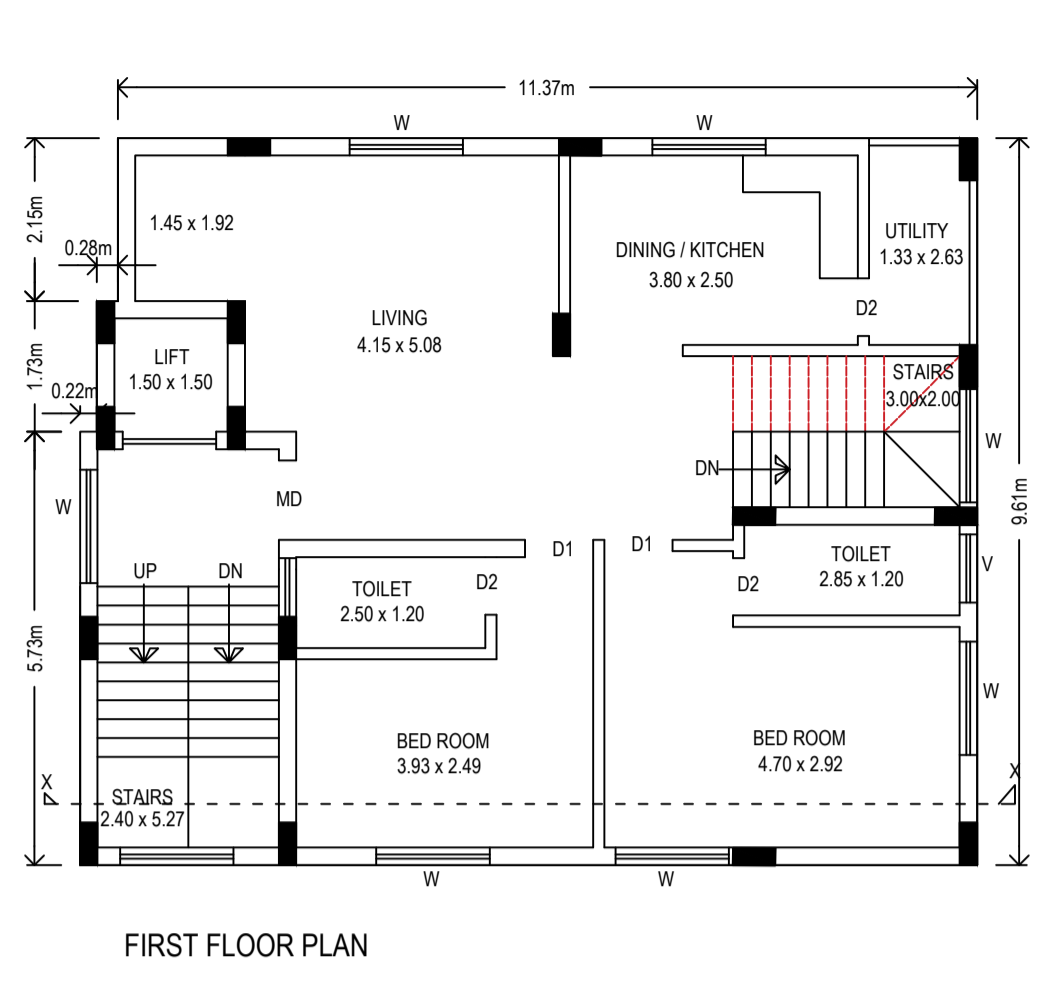 11.37m
W
W
2.15m
0.28m
1.45 x 1.92
UTILITY
1.33 x 2.63
DINING / KITCHEN
3.80 x 2.50
D2
LIVING
4.15 x 5.08
1.73m
LIFT
1.50 x 1.50
0.22m
STAIRS
3.00x2.00
W
DN
9.61m
W
MD
D1
D1
TOILET
2.85 x 1.20
V
UP
DN
TOILET
2.50 x 1.20
D2
D2
5.73m
W
BED ROOM
3.93 x 2.49
BED ROOM
4.70 x 2.92
X
X
STAIRS
2.40 x 5.27
W
W
FIRST FLOOR PLAN